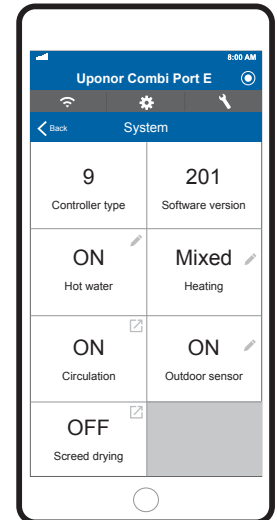 8:00 AM
Uponor Combi Port E
Back System
9 201
Controller type Software version
ON Mixed
Hot water Heating
ON ON
Circulation Outdoor sensor
OFF
Screed drying